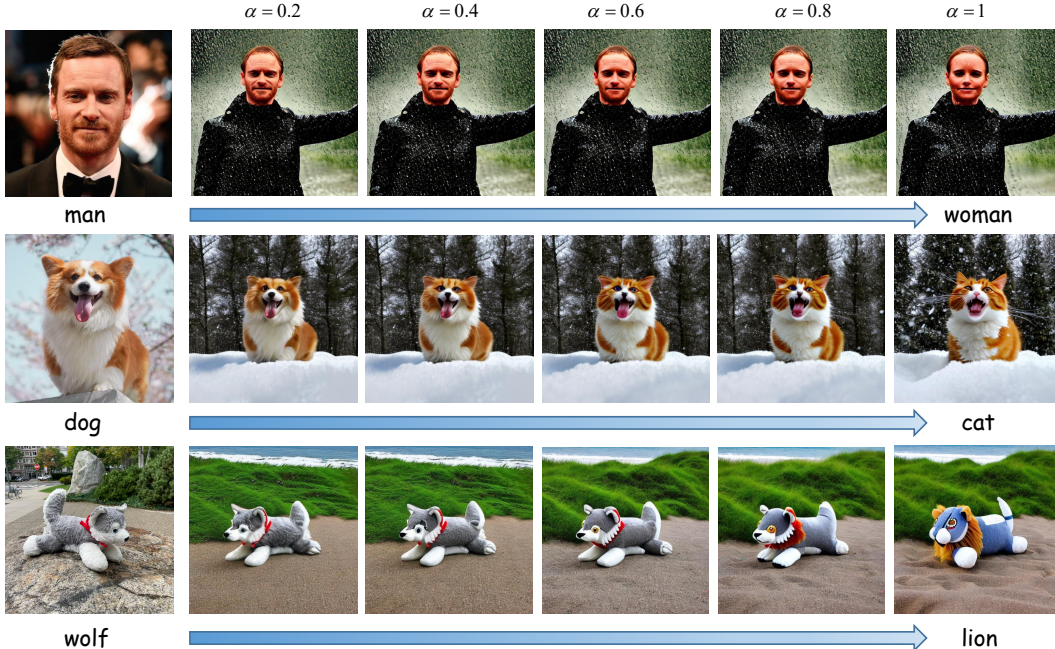 α = 0.2 α = 0.4 α = 0.6 α = 0.8 α = 1
man woman
dog cat
wolf lion